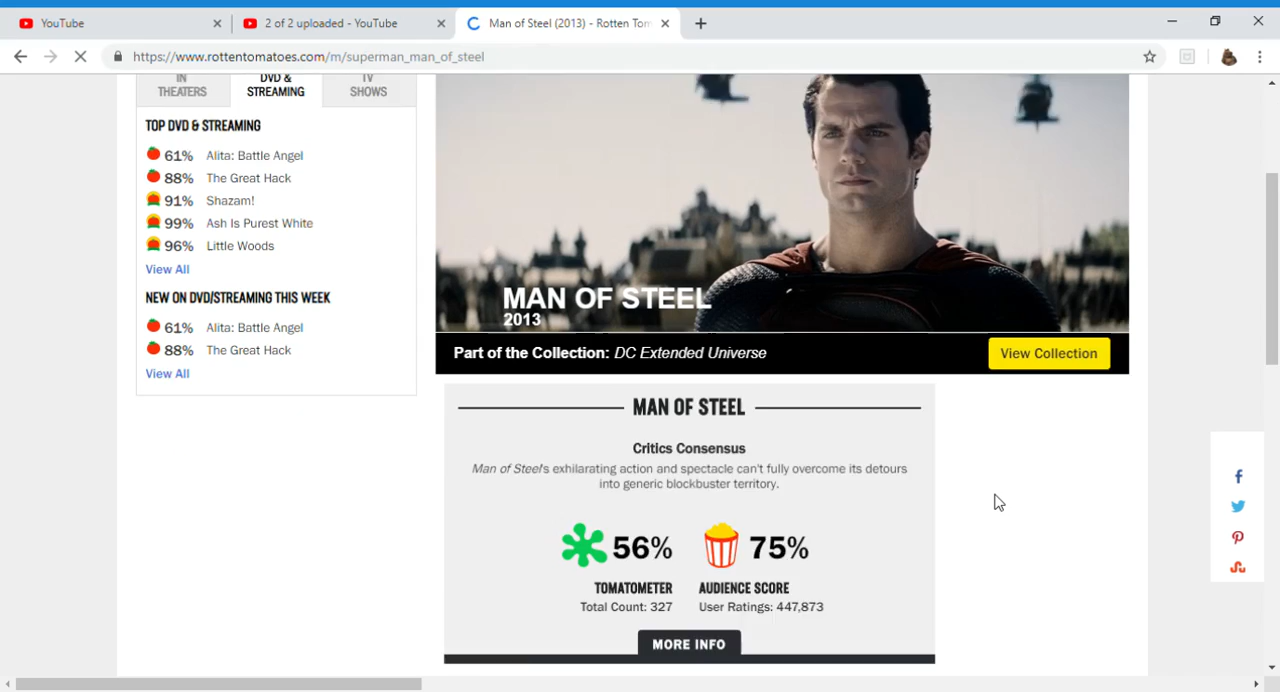 YouTube
2 of 2 uploaded - YouTube
Man of Steel (2013) - Rotten Tom
https://www.rottentomatoes.com/m/superman_man_of_steel
IN THEATERS
DVD & STREAMING
TV SHOWS
TOP DVD & STREAMING
61% Alita: Battle Angel
88% The Great Hack
91% Shazam!
99% Ash Is Purest White
96% Little Woods
View All
NEW ON DVD/STREAMING THIS WEEK
61% Alita: Battle Angel
88% The Great Hack
View All
MAN OF STEEL
2013
Part of the Collection: DC Extended Universe
View Collection
MAN OF STEEL
Critics Consensus
Man of Steel's exhilarating action and spectacle can't fully overcome its detours
into generic blockbuster territory.
56% 75%
TOMATOMETER AUDIENCE SCORE
Total Count: 327 User Ratings: 447,873
MORE INFO